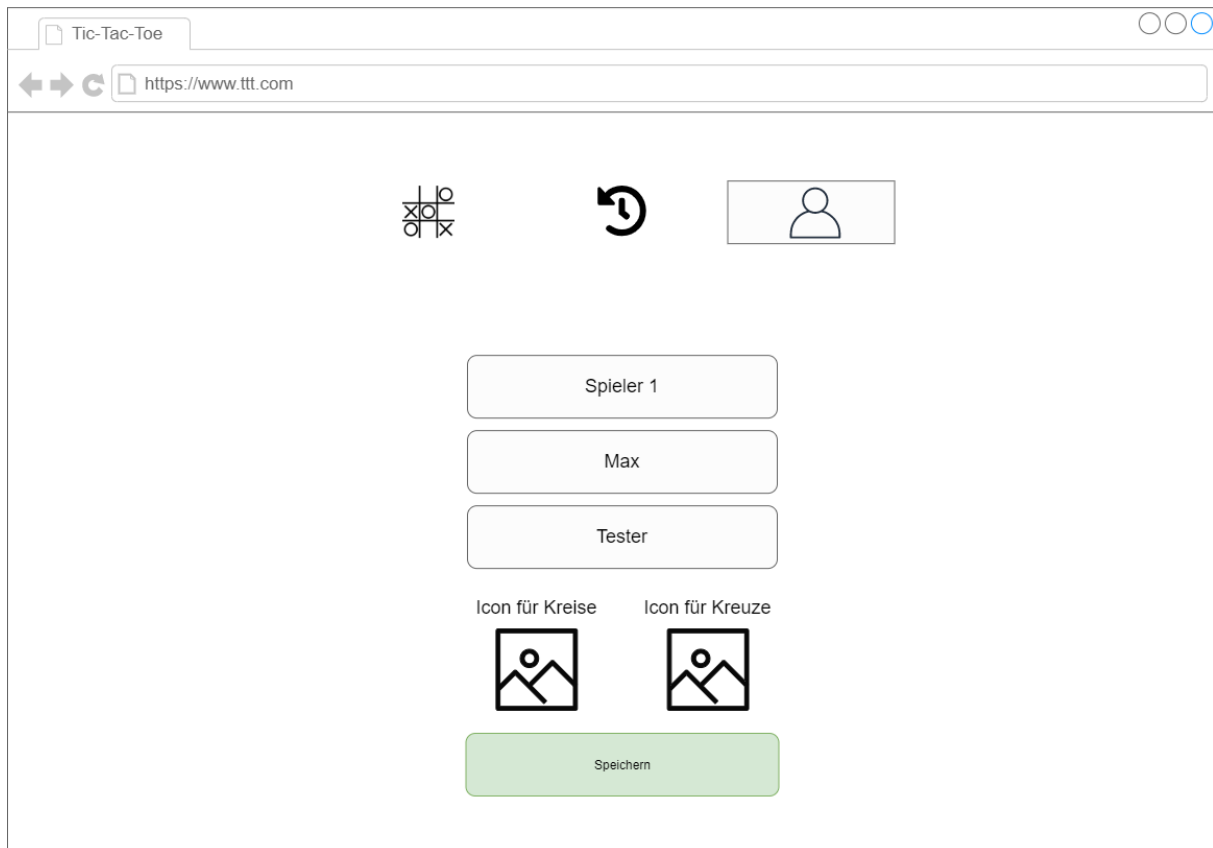 Tic-Tac-Toe
https://www.ttt.com
Spieler 1
Max
Tester
Icon für Kreise Icon für Kreuze
Speichern